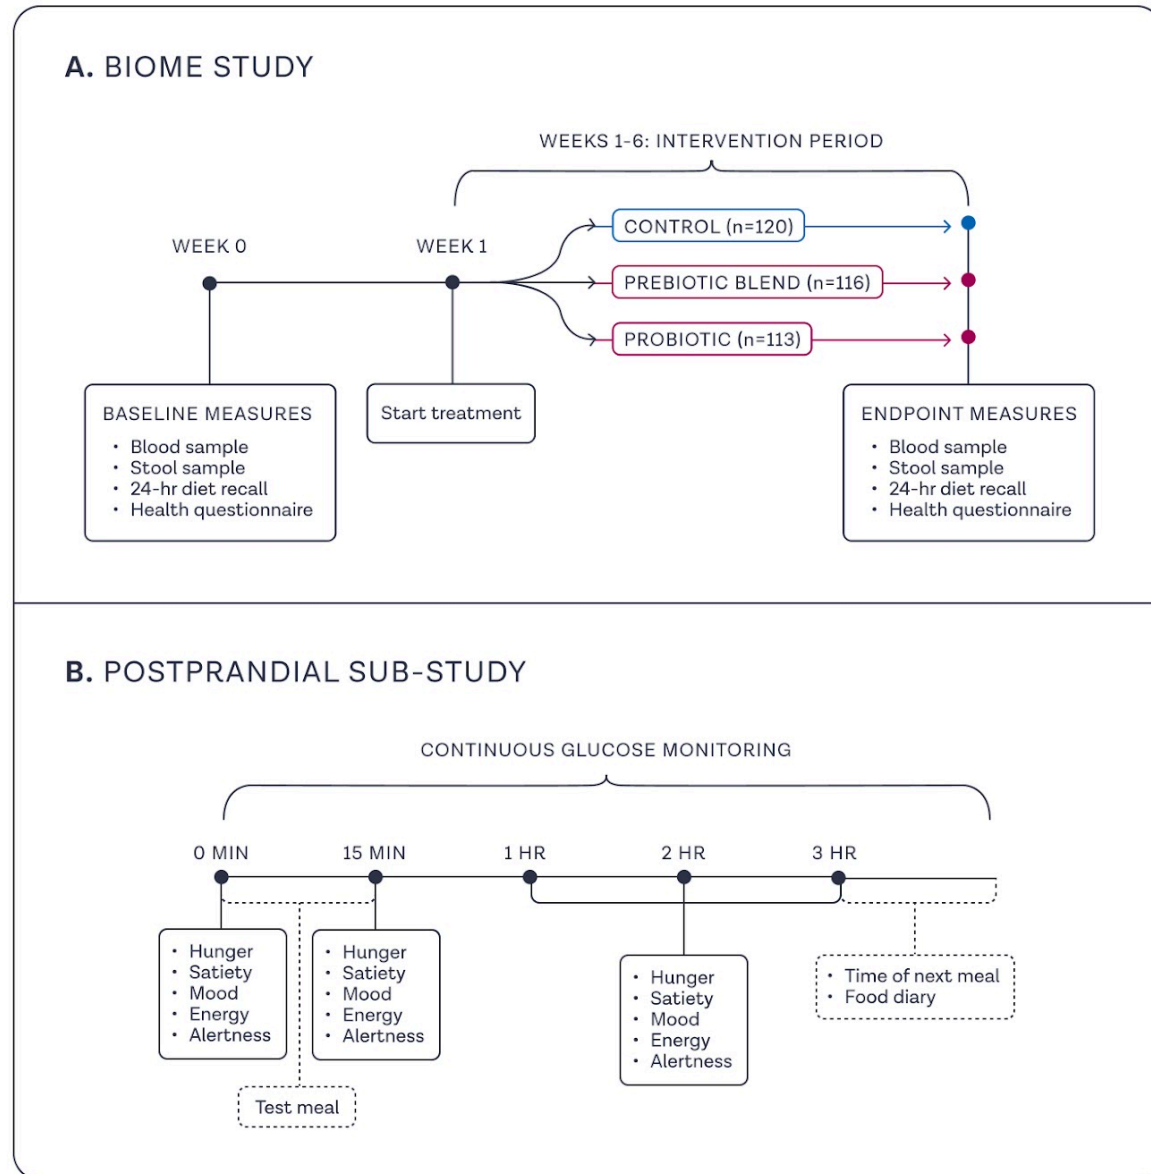 A. BIOME STUDY
WEEKS 1-6: INTERVENTION PERIOD
WEEK 0
WEEK 1
CONTROL (n=120)
PREBIOTIC BLEND (n=116)
PROBIOTIC (n=113)
BASELINE MEASURES
• Blood sample
• Stool sample
• 24-hr diet recall
• Health questionnaire
Start treatment
ENDPOINT MEASURES
• Blood sample
• Stool sample
• 24-hr diet recall
• Health questionnaire
B. POSTPRANDIAL SUB-STUDY
CONTINUOUS GLUCOSE MONITORING
0 MIN
15 MIN
1 HR
2 HR
3 HR
• Hunger
• Satiety
• Mood
• Energy
• Alertness
• Hunger
• Satiety
• Mood
• Energy
• Alertness
• Hunger
• Satiety
• Mood
• Energy
• Alertness
• Time of next meal
• Food diary
Test meal